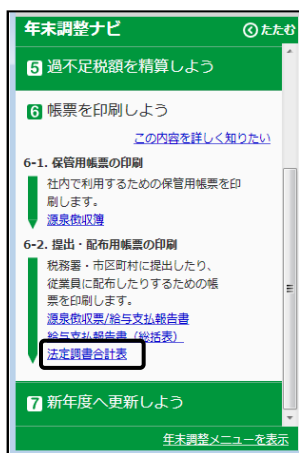 年末調整ナビ たたむ
5 過不足税額を精算しよう
6 帳票を印刷しよう
この内容を詳しく知りたい
6-1. 保管用帳票の印刷
社内で利用するための保管用帳票を印
刷します。
源泉徴収簿
6-2. 提出・配布用帳票の印刷
税務署・市区町村に提出したり、
従業員に配布したりするための帳
票を印刷します。
源泉徴収票/給与支払報告書
給与支払報告書（総括表）
法定調書合計表
7 新年度へ更新しよう
年末調整メニューを表示